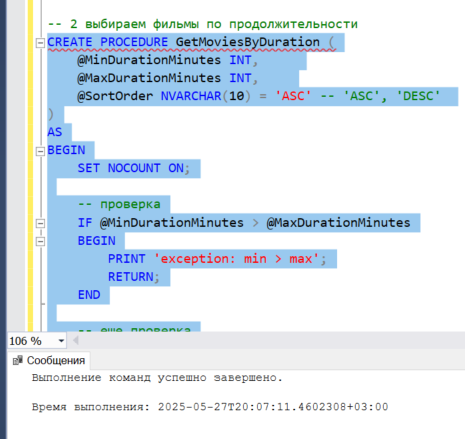 -- 2 выбираем фильмы по продолжительности
CREATE PROCEDURE GetMoviesByDuration (
@MinDurationMinutes INT,
@MaxDurationMinutes INT,
@SortOrder NVARCHAR(10) = 'ASC' -- 'ASC', 'DESC'
)
AS
BEGIN
SET NOCOUNT ON;
-- проверка
IF @MinDurationMinutes > @MaxDurationMinutes
BEGIN
PRINT 'exception: min > max';
RETURN;
END
-- еще проверка
106 %
Сообщения
Выполнение команд успешно завершено.
Время выполнения: 2025-05-27T20:07:11.4602308+03:00